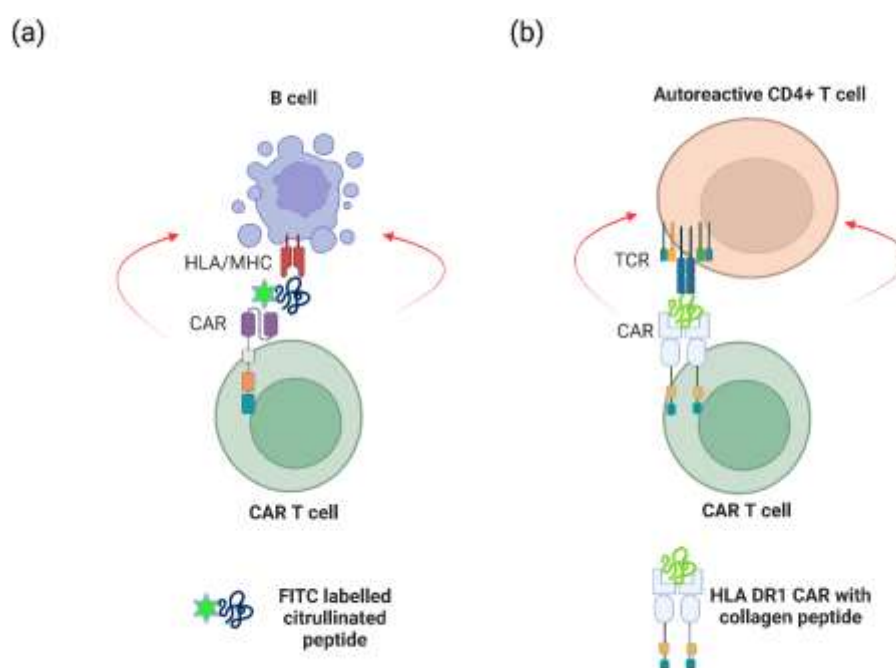 (a)
B cell
HLA/MHC
CAR
CAR T cell
FITC labelled
citrullinated
peptide
(b)
Autoreactive CD4+ T cell
TCR
CAR
CAR T cell
HLA DR1 CAR with
collagen peptide